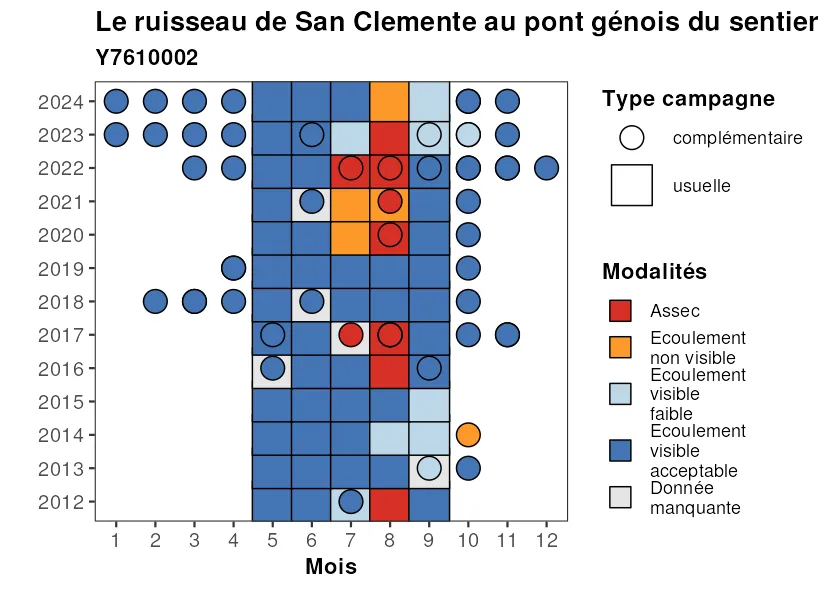 Le ruisseau de San Clemente au pont génois du sentier
Y7610002
2024
2023
2022
2021
2020
2019
2018
2017
2016
2015
2014
2013
2012
1 2 3 4 5 6 7 8 9 10 11 12
Mois
Type campagne
complémentaire
usuelle
Modalités
Assec
Ecoulement
non visible
Ecoulement
visible
faible
Ecoulement
visible
acceptable
Donnée
manquante